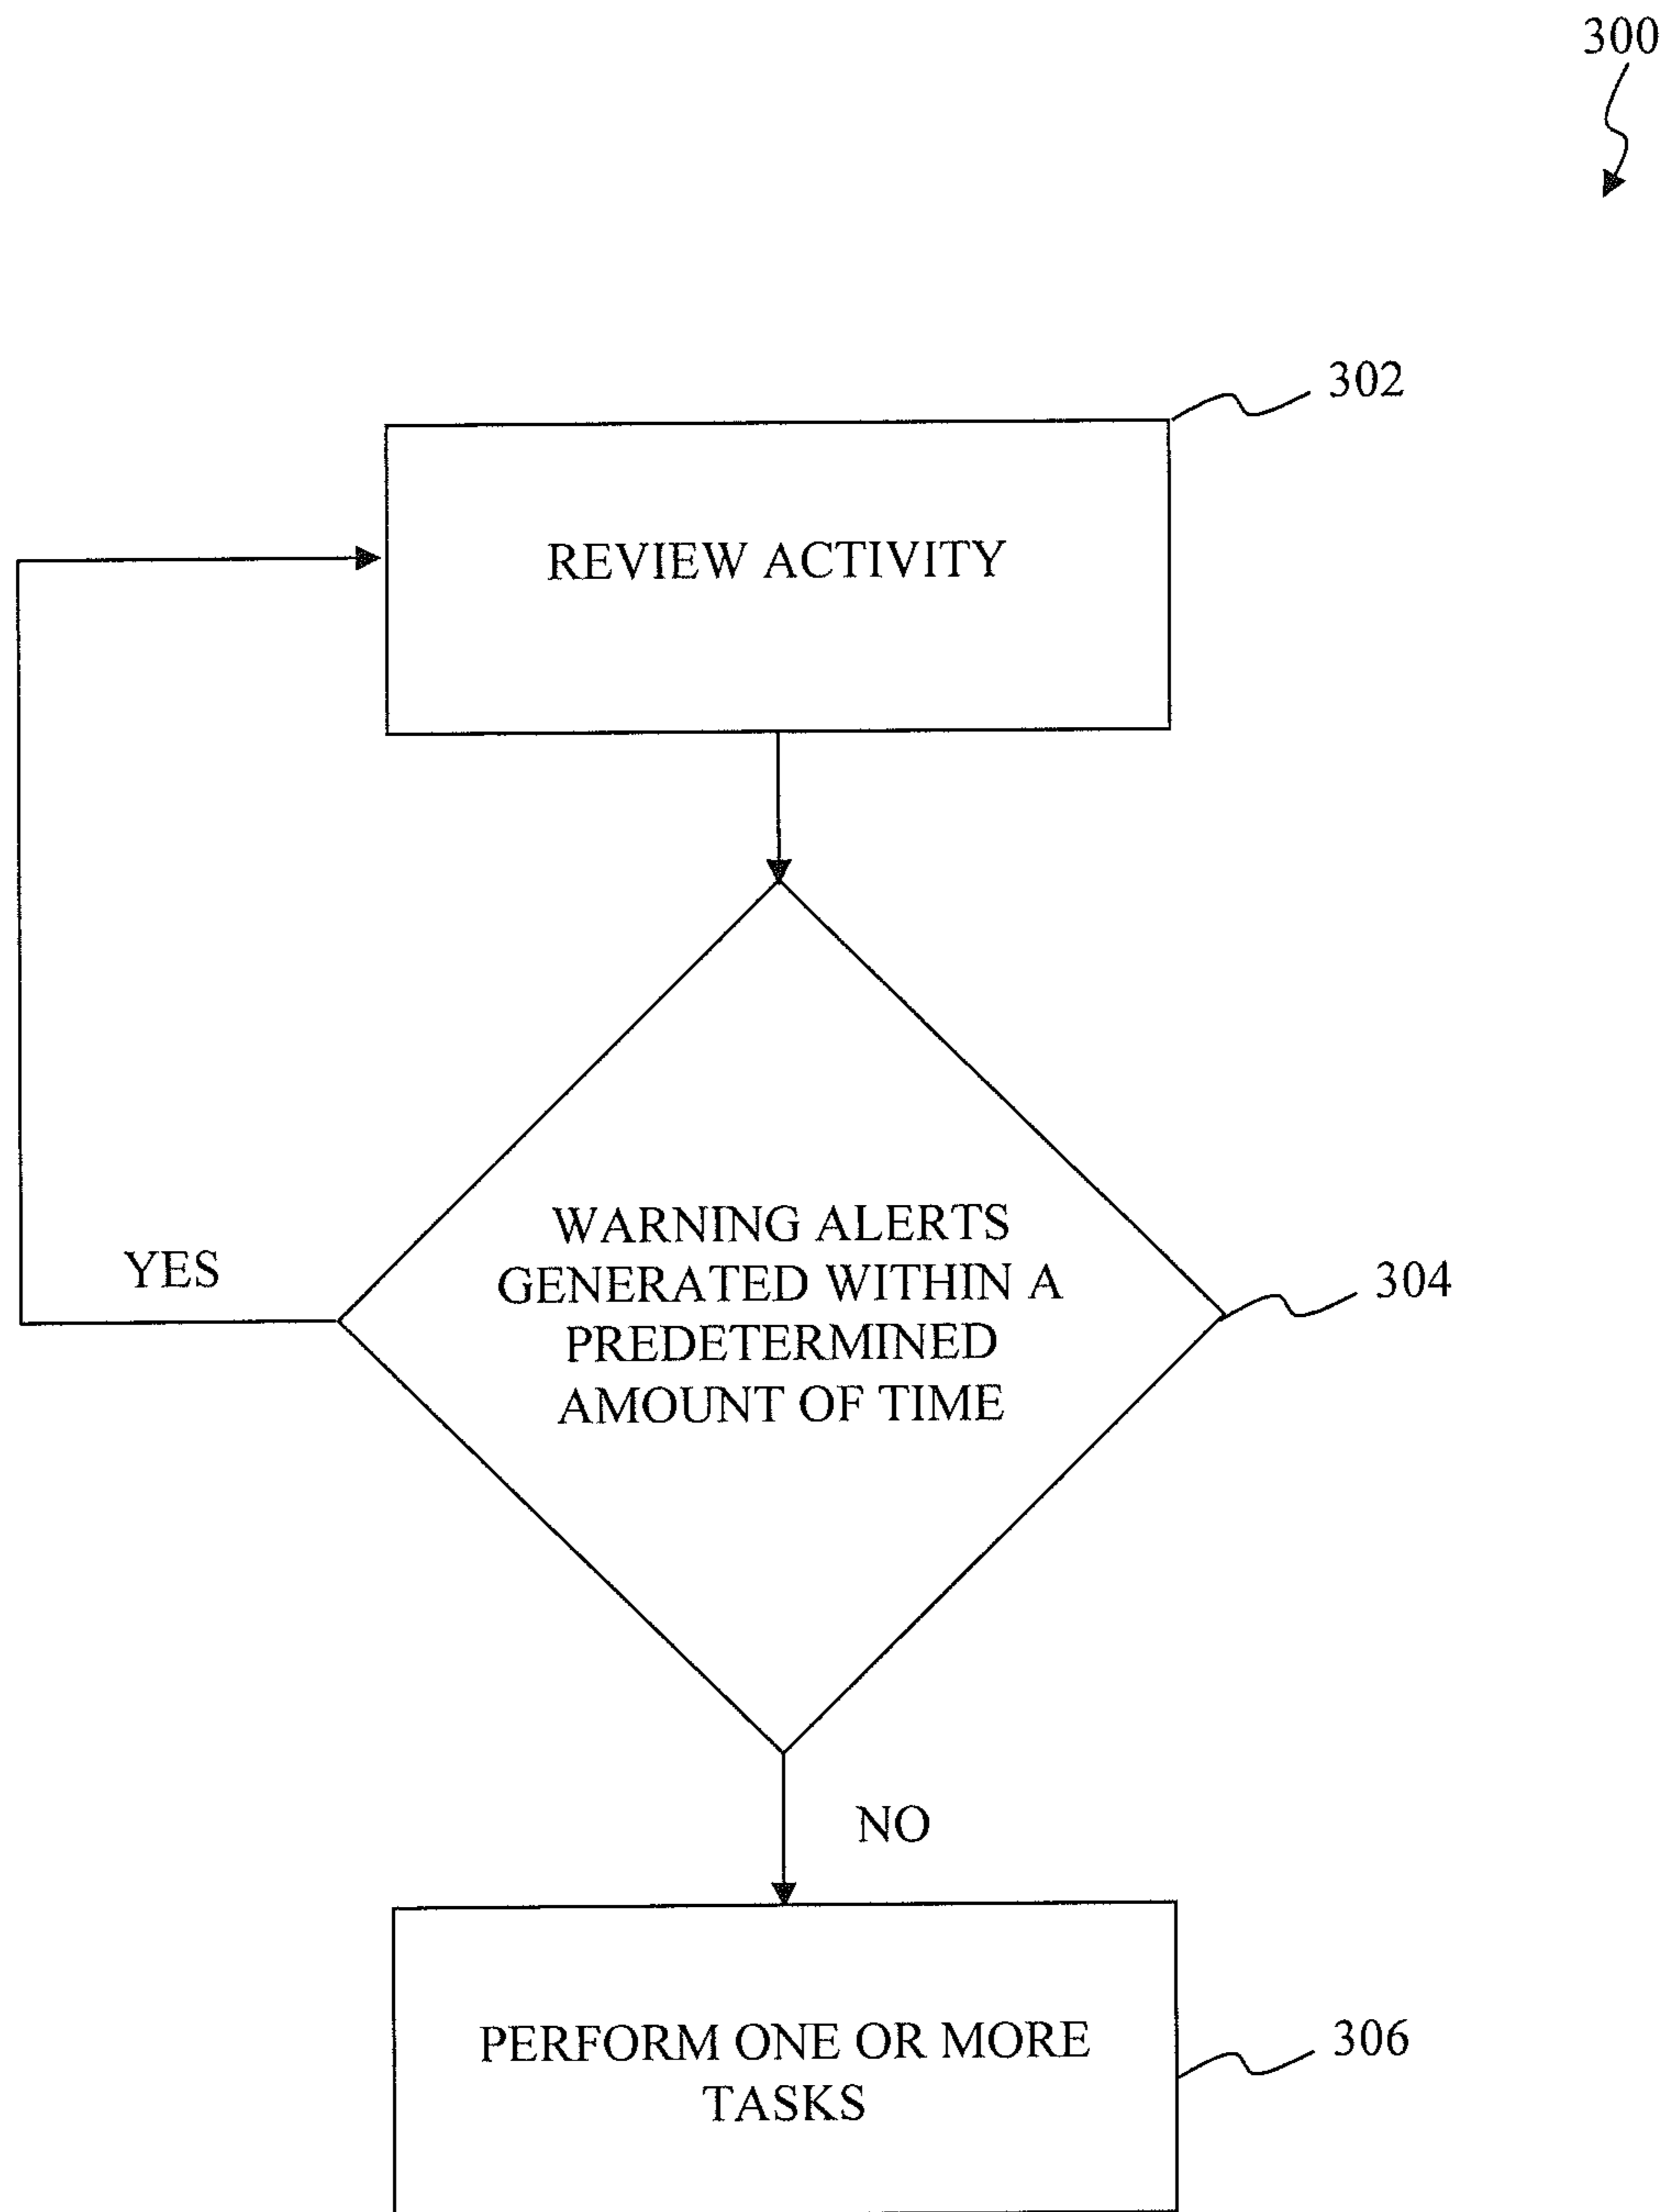 300
302
REVIEW ACTIVITY
WARNING ALERTS
GENERATED WITHIN A
PREDETERMINED
AMOUNT OF TIME
YES
304
NO
PERFORM ONE OR MORE
TASKS
306